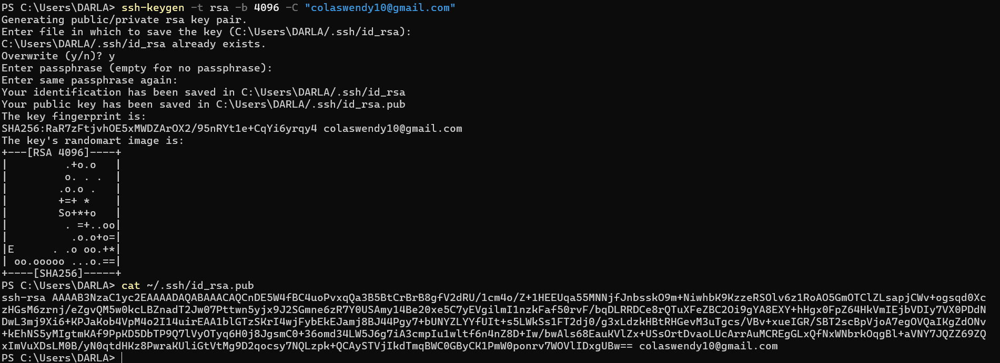 PS C:\Users\DARLA> ssh-keygen -t rsa -b 4096 -C "colaswendy10@gmail.com"
Generating public/private rsa key pair.
Enter file in which to save the key (C:\Users\DARLA/.ssh/id_rsa):
C:\Users\DARLA/.ssh/id_rsa already exists.
Overwrite (y/n)? y
Enter passphrase (empty for no passphrase):
Enter same passphrase again:
Your identification has been saved in C:\Users\DARLA/.ssh/id_rsa
Your public key has been saved in C:\Users\DARLA/.ssh/id_rsa.pub
The key fingerprint is:
SHA256:RaR7zFtjvhOE5xMWDZArOX2/95nRYt1e+CqYi6yrqy4 colaswendy10@gmail.com
The key's randomart image is:
+---[RSA 4096]----+
|         .+o.o   |
|         o. . .  |
|        .o.o .   |
|        +=+ *    |
|        So+*+o   |
|         . =+..oo|
|          .o.o+o=|
|E      . .o oo.+*|
| oo.ooooo ...o.==|
+----[SHA256]-----+
PS C:\Users\DARLA> cat ~/.ssh/id_rsa.pub
ssh-rsa AAAAB3NzaC1yc2EAAAADAQABAAACAQCnDE5W4fBC4uoPvxqQa3B5BtCrBrB8gfV2dRU/1cm4o/Z+1HEEUqa55MNNjfJnbsskO9m+NiwhbK9KzzeRSOlv6z1RoAO5GmOTClZLsapjCWv+ogsqd0Xc
zHGsM6zrnj/eZgvQM5w0kcLBZnadT2Jw07Pttwn5yjx9J2SGmne6zR7Y0USAmy14Be20xe5C7yEVgilmI1nzkFaf50rvF/bqDLRRDCe8rQTuXFeZBC2Oi9gYA8EXY+hHgx0FpZ64HkVmIEjbVDIy7VX0PDdN
DwL3mj9Xi6+KPJaKob4VpM4o2I14uirEAA1blGTzSKrI4wjFybEkEJamj8BJ44Pgy7+bUNYZLYYfUIt+s5LWkSs1FT2dj0/g3xLdzkHBtRHGevM3uTgcs/VBv+xueIGR/SBT2scBpVjoA7egOVQaIKgZdONv
+kEhNS5yMIgtmKAf9PpKD5DbTP9Q7lVyOTyq6H0j8JgsmC0+36omd34LW5J6g7iA3cmpIu1wltf6n4nZ8D+Iw/bwAls68EauKVlZx+USsOrtDvaoLUcArrAuMCREgGLxQfNxWNbrkOqgBl+aVNY7JQZZ69ZQ
xImVuXDsLM0B/yN0qtdHKz8PwraKUliGtVtMg9D2qocsy7NQLzpk+QCAySTVjIkdTmqBWC0GByCK1PmW0ponrv7WOVlIDxgUBw== colaswendy10@gmail.com
PS C:\Users\DARLA>